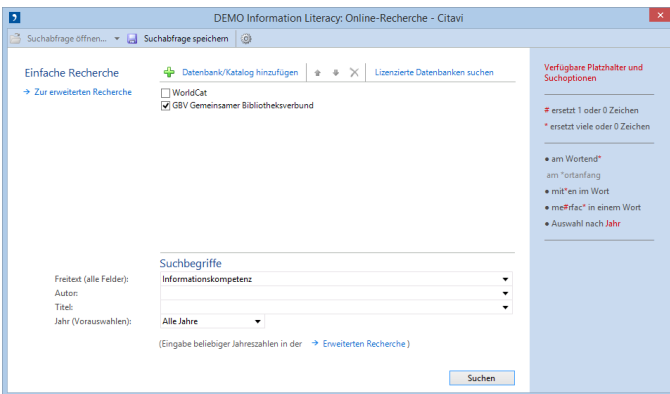 DEMO Information Literacy: Online-Recherche - Citavi
Suchabfrage öffnen... Suchabfrage speichern
Einfache Recherche
Zur erweiterten Recherche
Datenbank/Katalog hinzufügen Lizenzierte Datenbanken suchen
WorldCat
GBV Gemeinsamer Bibliotheksverbund
Suchbegriffe
Freitext (alle Felder): Informationskompetenz
Autor:
Titel:
Jahr (Vorauswahlen): Alle Jahre
(Eingabe beliebiger Jahreszahlen in der → Erweiterten Recherche )
Suchen
Verfügbare Platzhalter und
Suchoptionen
# ersetzt 1 oder 0 Zeichen
* ersetzt viele oder 0 Zeichen
• am Wortend*
am *ortanfang
• mit*en im Wort
• me#rfac* in einem Wort
• Auswahl nach Jahr